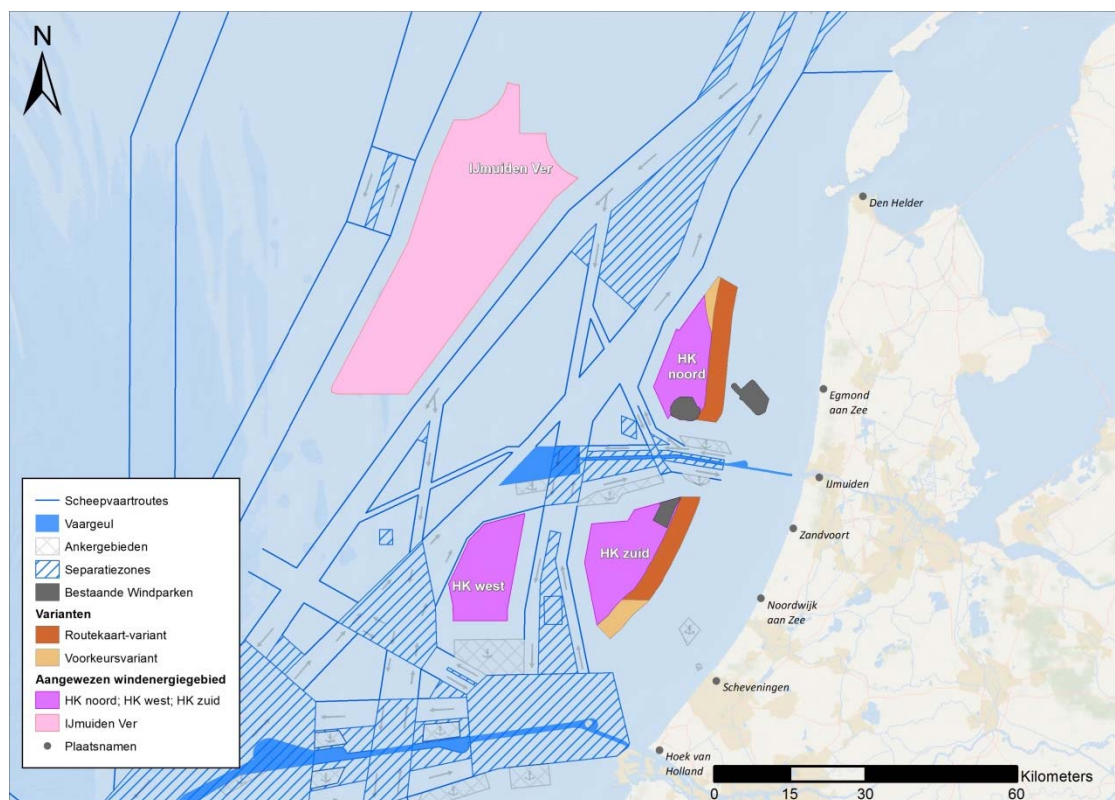 N
IJmuiden Ver
Den Helder
HK
noord
Egmond
aan Zee
IJmuiden
Zandvoort
HK zuid
HK west
Noordwijk
aan Zee
Scheveningen
Hoek van
Holland
Scheepvaartroutes
Vaargeul
Ankergebieden
Separatiezones
Bestaande Windparken
Varianten
Routekaart-variant
Voorkeursvariant
Aangewezen windenergiegebied
HK noord; HK west; HK zuid
IJmuiden Ver
Plaatsnamen
Kilometers
0 15 30 60